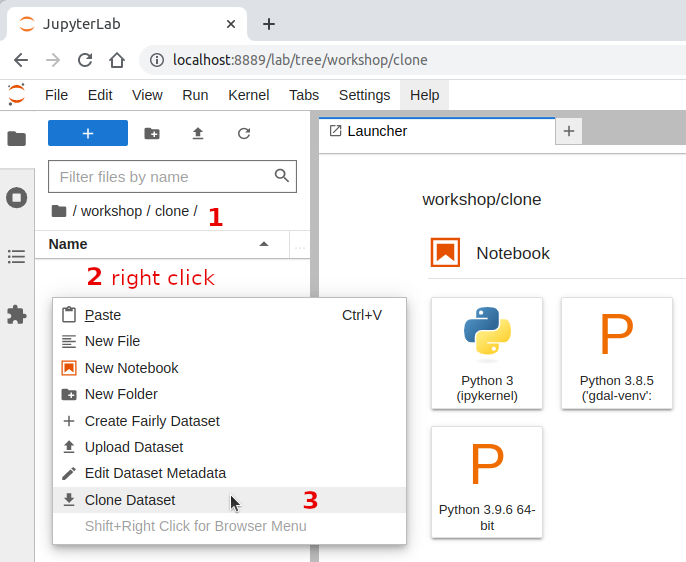 JupyterLab
localhost:8889/lab/tree/workshop/clone
File Edit View Run Kernel Tabs Settings Help
Launcher
Filter files by name
/ workshop / clone / 1
Name
...
2 right click
Paste Ctrl+V
New File
New Notebook
New Folder
Create Fairly Dataset
Upload Dataset
Edit Dataset Metadata
Clone Dataset 3
Shift+Right Click for Browser Menu
workshop/clone
Notebook
Python 3
(ipykernel)
P
Python 3.8.5
('gdal-venv':
P
Python 3.9.6 64-
bit